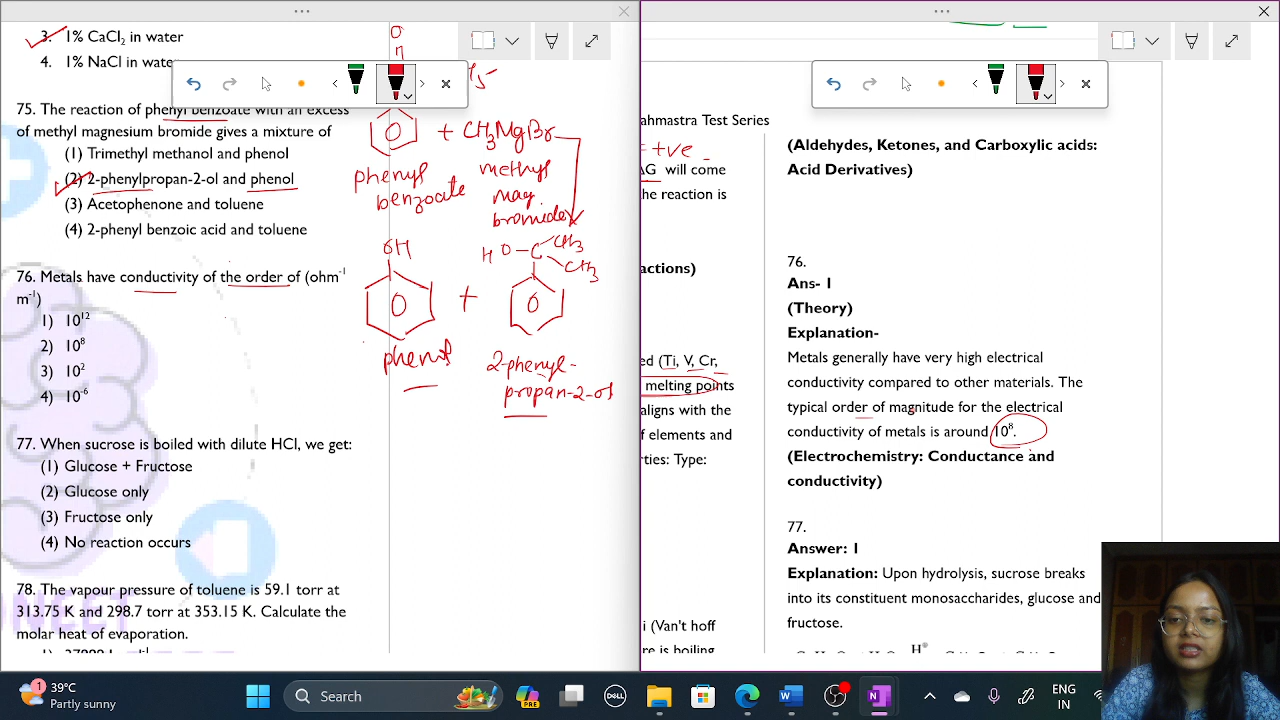 3. 1% CaCl₂ in water
4. 1% NaCl in water
75. The reaction of phenyl benzoate with an excess
of methyl magnesium bromide gives a mixture of
(1) Trimethyl methanol and phenol
(2) 2-phenylpropan-2-ol and phenol
(3) Acetophenone and toluene
(4) 2-phenyl benzoic acid and toluene
76. Metals have conductivity of the order of (ohm⁻¹
m⁻¹)
1) 10¹²
2) 10⁸
3) 10²
4) 10⁻⁶
77. When sucrose is boiled with dilute HCl, we get:
(1) Glucose + Fructose
(2) Glucose only
(3) Fructose only
(4) No reaction occurs
78. The vapour pressure of toluene is 59.1 torr at
313.75 K and 298.7 torr at 353.15 K. Calculate the
molar heat of evaporation.
O
+ CH₃MgBr
phenyl
benzoate
methyl
mag.
bromide
OH
HO-C
CH₃
CH₃
+
phenol
2-phenyl-
propan-2-ol
ahmastra Test Series
= +ve
ΔG will come
the reaction is
actions)
ed (Ti, V, Cr,
melting points
aligns with the
f elements and
rties: Type:
i (Van't hoff
re is boiling
(Aldehydes, Ketones, and Carboxylic acids:
Acid Derivatives)
76.
Ans- 1
(Theory)
Explanation-
Metals generally have very high electrical
conductivity compared to other materials. The
typical order of magnitude for the electrical
conductivity of metals is around 10⁸.
(Electrochemistry: Conductance and
conductivity)
77.
Answer: 1
Explanation: Upon hydrolysis, sucrose breaks
into its constituent monosaccharides, glucose and
fructose.
1
39°C
Partly sunny
Search
PRE
DELL
ENG
IN